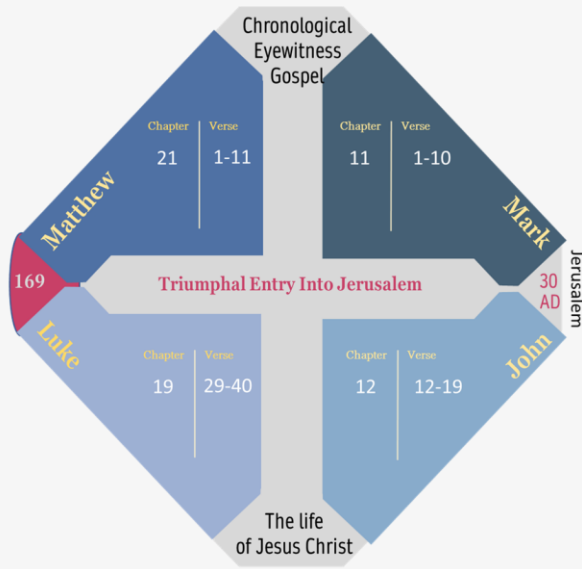 Chronological
Eyewitness
Gospel
Chapter Verse
21 1-11
Matthew
Chapter Verse
11 1-10
Mark
169
Triumphal Entry Into Jerusalem
30
AD
Jerusalem
Luke
Chapter Verse
19 29-40
John
Chapter Verse
12 12-19
The life
of Jesus Christ